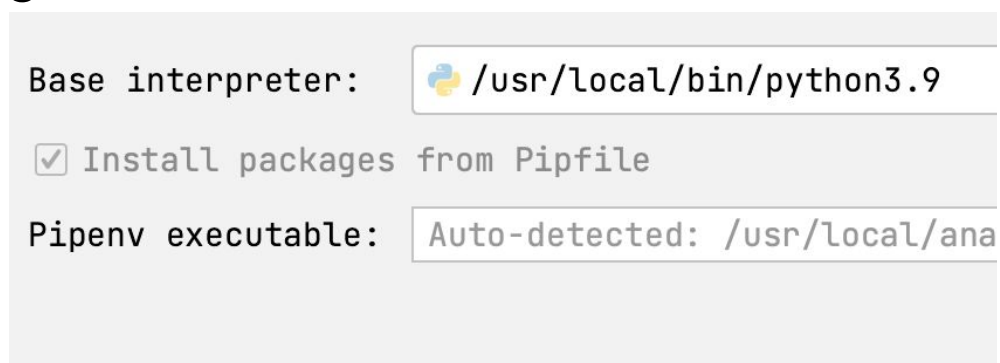 Base interpreter: /usr/local/bin/python3.9
Install packages from Pipfile
Pipenv executable: Auto-detected: /usr/local/ana